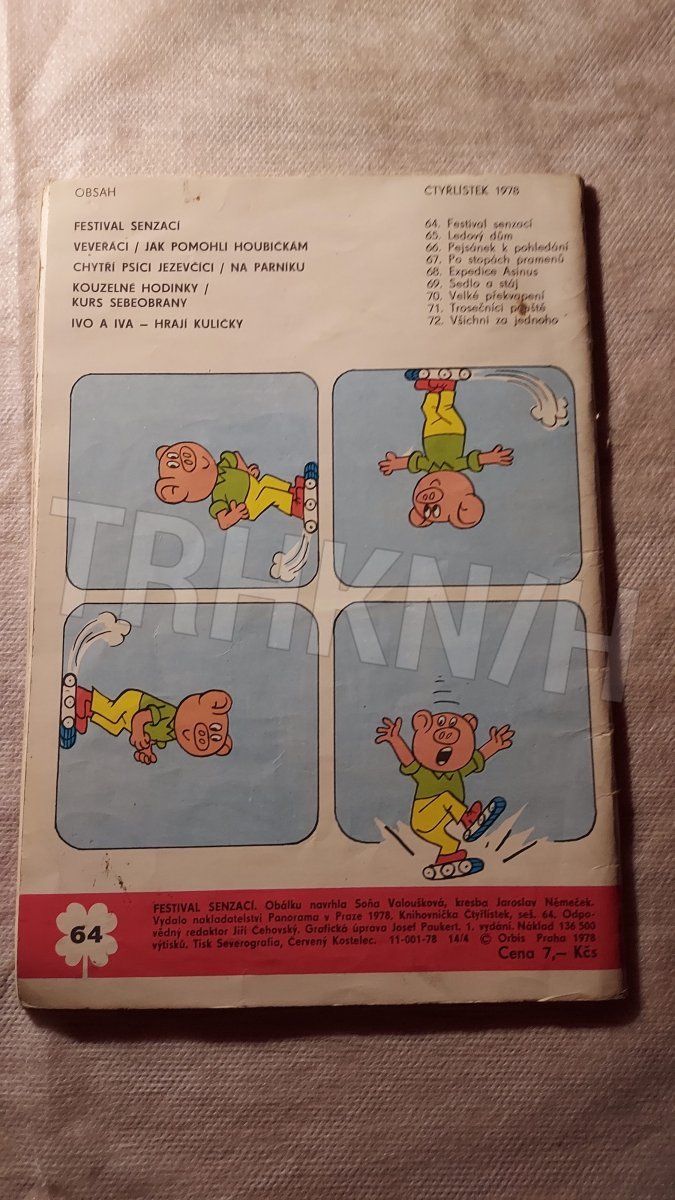 OBSAH
FESTIVAL SENZACÍ
VEVERÁCI / JAK POMOHLI HOUBIČKÁM
CHYTŘÍ PSÍCI JEZEVČÍCI / NA PARNÍKU
KOUZELNÉ HODINKY /
KURS SEBEOBRANY
IVO A IVA – HRAJÍ KULIČKY
ČTYŘLÍSTEK 1978
64. Festival senzací
65. Ledový dům
66. Pejsánek k pohledání
67. Po stopách pramenů
68. Expedice Asinus
69. Sedlo a stáj
70. Velké překvapení
71. Trosečníci pouště
72. Všichni za jednoho
TRHKNIH
64
FESTIVAL SENZACÍ. Obálku navrhla Soňa Valoušková, kresba Jaroslav Němeček.
Vydalo nakladatelství Panorama v Praze 1978, Knihovnička Čtyřlístek, seš. 64. Odpo-
vědný redaktor Jiří Čehovský. Grafická úprava Josef Paukert. 1. vydání. Náklad 136 500
výtisků. Tisk Severografia, Červený Kostelec. 11-001-78 14/4 © Orbis Praha 1978
Cena 7,– Kčs